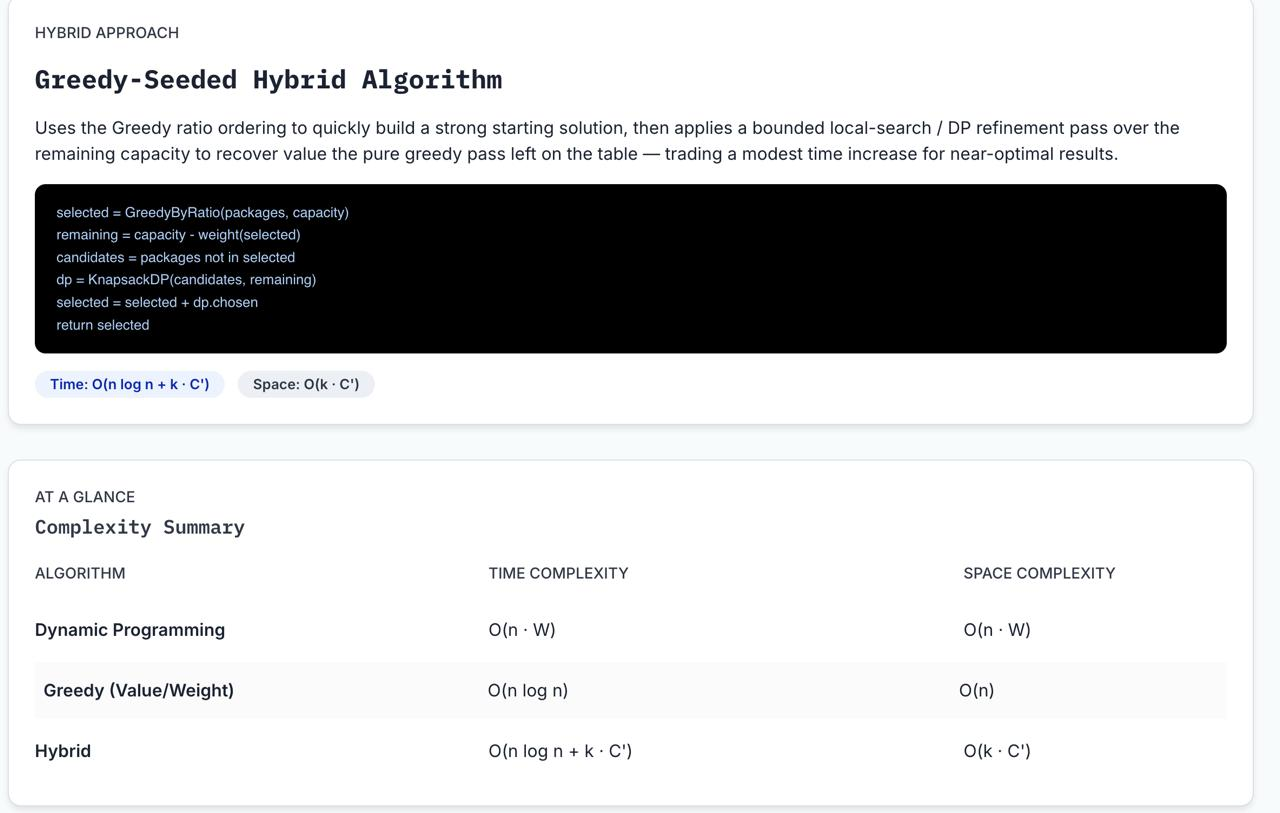 HYBRID APPROACH
Greedy-Seeded Hybrid Algorithm
Uses the Greedy ratio ordering to quickly build a strong starting solution, then applies a bounded local-search / DP refinement pass over the
remaining capacity to recover value the pure greedy pass left on the table — trading a modest time increase for near-optimal results.
selected = GreedyByRatio(packages, capacity)
remaining = capacity - weight(selected)
candidates = packages not in selected
dp = KnapsackDP(candidates, remaining)
selected = selected + dp.chosen
return selected
Time: O(n log n + k · C') Space: O(k · C')
AT A GLANCE
Complexity Summary
ALGORITHM TIME COMPLEXITY SPACE COMPLEXITY
Dynamic Programming O(n · W) O(n · W)
Greedy (Value/Weight) O(n log n) O(n)
Hybrid O(n log n + k · C') O(k · C')